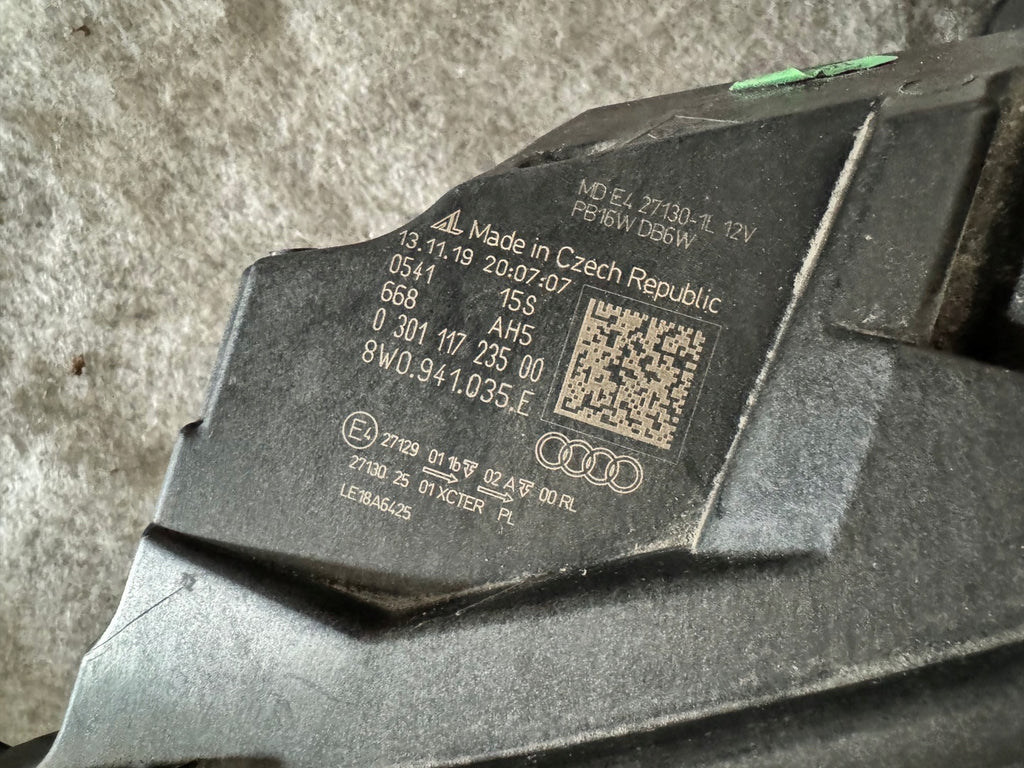 MD E4 27130-1L 12V
PB16W DB6W
AL Made in Czech Republic
13.11.19 20:07:07
0541 15S
668 AH5
0 301 117 235 00
8W0.941.035.E
E4 27129 01 1b 02 A 00 RL
27130 25 01 XCTER PL
LE18A6425